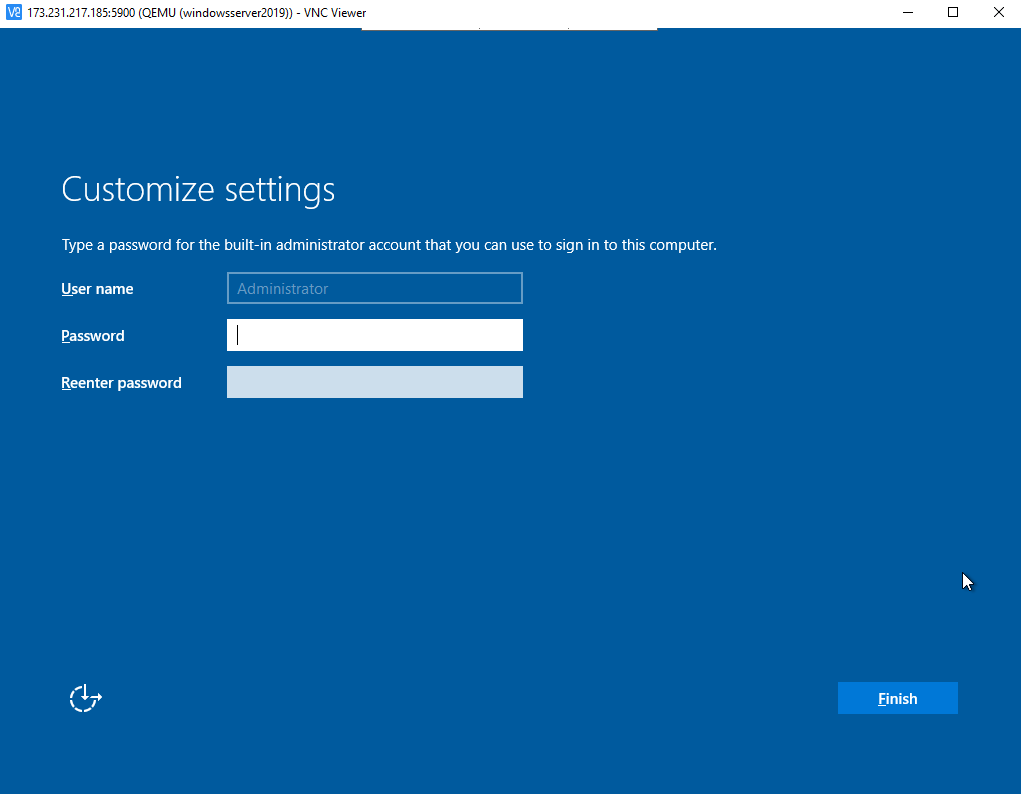 173.231.217.185:5900 (QEMU (windowsserver2019)) - VNC Viewer
Customize settings
Type a password for the built-in administrator account that you can use to sign in to this computer.
User name Administrator
Password
Reenter password
Finish